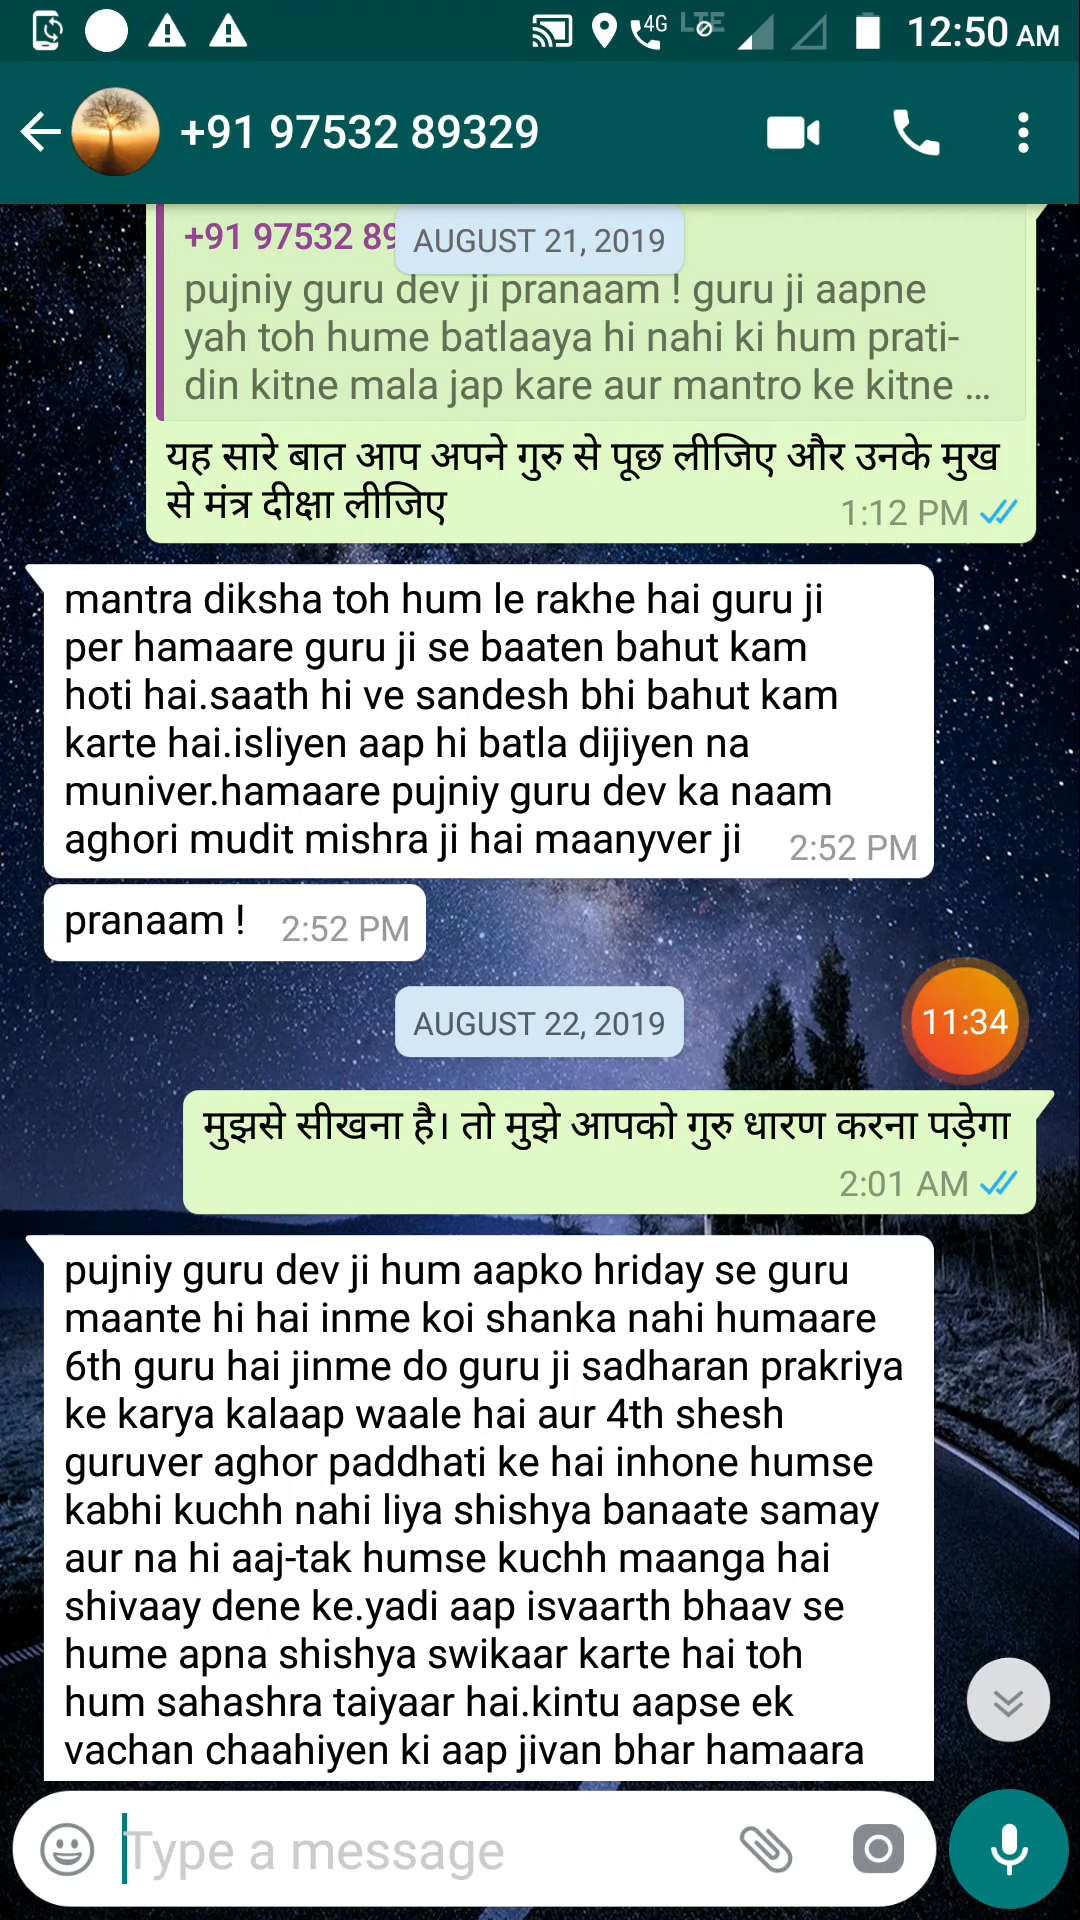 4G LTE 12:50 AM
+91 97532 89329
+91 97532 89
AUGUST 21, 2019
pujniy guru dev ji pranaam ! guru ji aapne
yah toh hume batlaaya hi nahi ki hum prati-
din kitne mala jap kare aur mantro ke kitne ...
यह सारे बात आप अपने गुरु से पूछ लीजिए और उनके मुख
से मंत्र दीक्षा लीजिए
1:12 PM
mantra diksha toh hum le rakhe hai guru ji
per hamaare guru ji se baaten bahut kam
hoti hai.saath hi ve sandesh bhi bahut kam
karte hai.isliyen aap hi batla dijiyen na
muniver.hamaare pujniy guru dev ka naam
aghori mudit mishra ji hai maanyver ji 2:52 PM
pranaam ! 2:52 PM
AUGUST 22, 2019
11:34
मुझसे सीखना है। तो मुझे आपको गुरु धारण करना पड़ेगा
2:01 AM
pujniy guru dev ji hum aapko hriday se guru
maante hi hai inme koi shanka nahi humaare
6th guru hai jinme do guru ji sadharan prakriya
ke karya kalaap waale hai aur 4th shesh
guruver aghor paddhati ke hai inhone humse
kabhi kuchh nahi liya shishya banaate samay
aur na hi aaj-tak humse kuchh maanga hai
shivaay dene ke.yadi aap isvaarth bhaav se
hume apna shishya swikaar karte hai toh
hum sahashra taiyaar hai.kintu aapse ek
vachan chaahiyen ki aap jivan bhar hamaara
Type a message